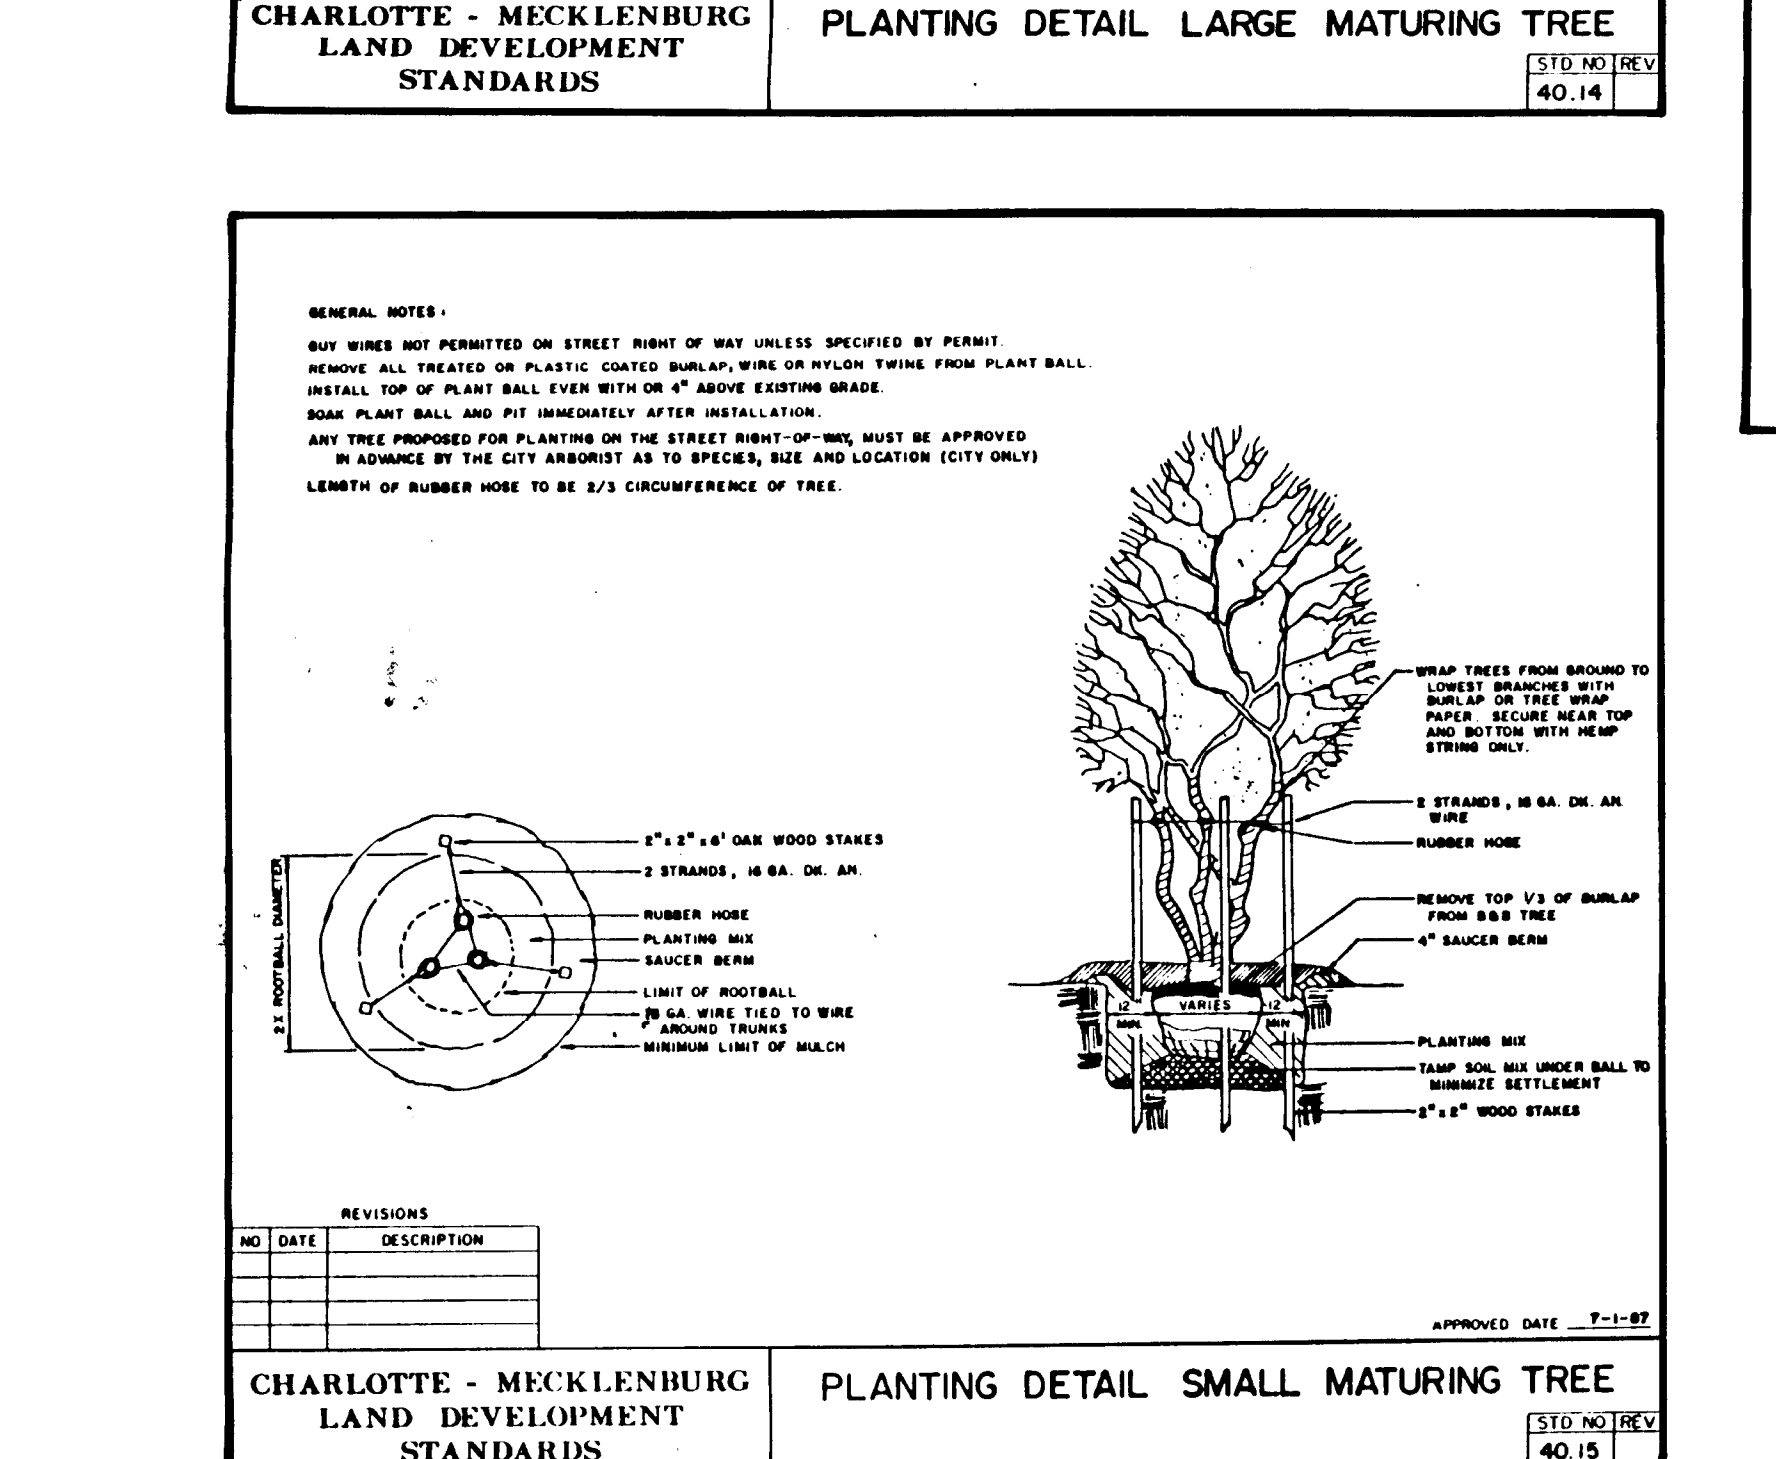 CHARLOTTE - MECKLENBURG
LAND DEVELOPMENT
STANDARDS
PLANTING DETAIL LARGE MATURING TREE
STD NO REV
40.14
GENERAL NOTES:
GUY WIRES NOT PERMITTED ON STREET RIGHT OF WAY UNLESS SPECIFIED BY PERMIT.
REMOVE ALL TREATED OR PLASTIC COATED BURLAP, WIRE OR NYLON TWINE FROM PLANT BALL.
INSTALL TOP OF PLANT BALL EVEN WITH OR 4" ABOVE EXISTING GRADE.
SOAK PLANT BALL AND PIT IMMEDIATELY AFTER INSTALLATION.
ANY TREE PROPOSED FOR PLANTING ON THE STREET RIGHT-OF-WAY, MUST BE APPROVED
IN ADVANCE BY THE CITY ARBORIST AS TO SPECIES, SIZE AND LOCATION (CITY ONLY)
LENGTH OF RUBBER HOSE TO BE 2/3 CIRCUMFERENCE OF TREE.
WRAP TREES FROM GROUND TO
LOWEST BRANCHES WITH
BURLAP OR TREE WRAP
PAPER. SECURE NEAR TOP
AND BOTTOM WITH HEMP
STRING ONLY.
2 STRANDS, GA. DK. AN.
WIRE
RUBBER HOSE
REMOVE TOP 1/3 OF BURLAP
FROM B&B TREE
4" SAUCER BERM
12 VARIES 12
MIN. MIN
PLANTING MIX
TAMP SOIL MIX UNDER BALL TO
MINIMIZE SETTLEMENT
2" x 2" WOOD STAKES
2 X ROOTBALL DIAMETER
2" x 2" x 6' OAK WOOD STAKES
2 STRANDS, GA. DK. AN.
RUBBER HOSE
PLANTING MIX
SAUCER BERM
LIMIT OF ROOTBALL
GA. WIRE TIED TO WIRE
AROUND TRUNKS
MINIMUM LIMIT OF MULCH
REVISIONS
NO DATE DESCRIPTION
APPROVED DATE 7-1-87
CHARLOTTE - MECKLENBURG
LAND DEVELOPMENT
STANDARDS
PLANTING DETAIL SMALL MATURING TREE
STD NO REV
40.15